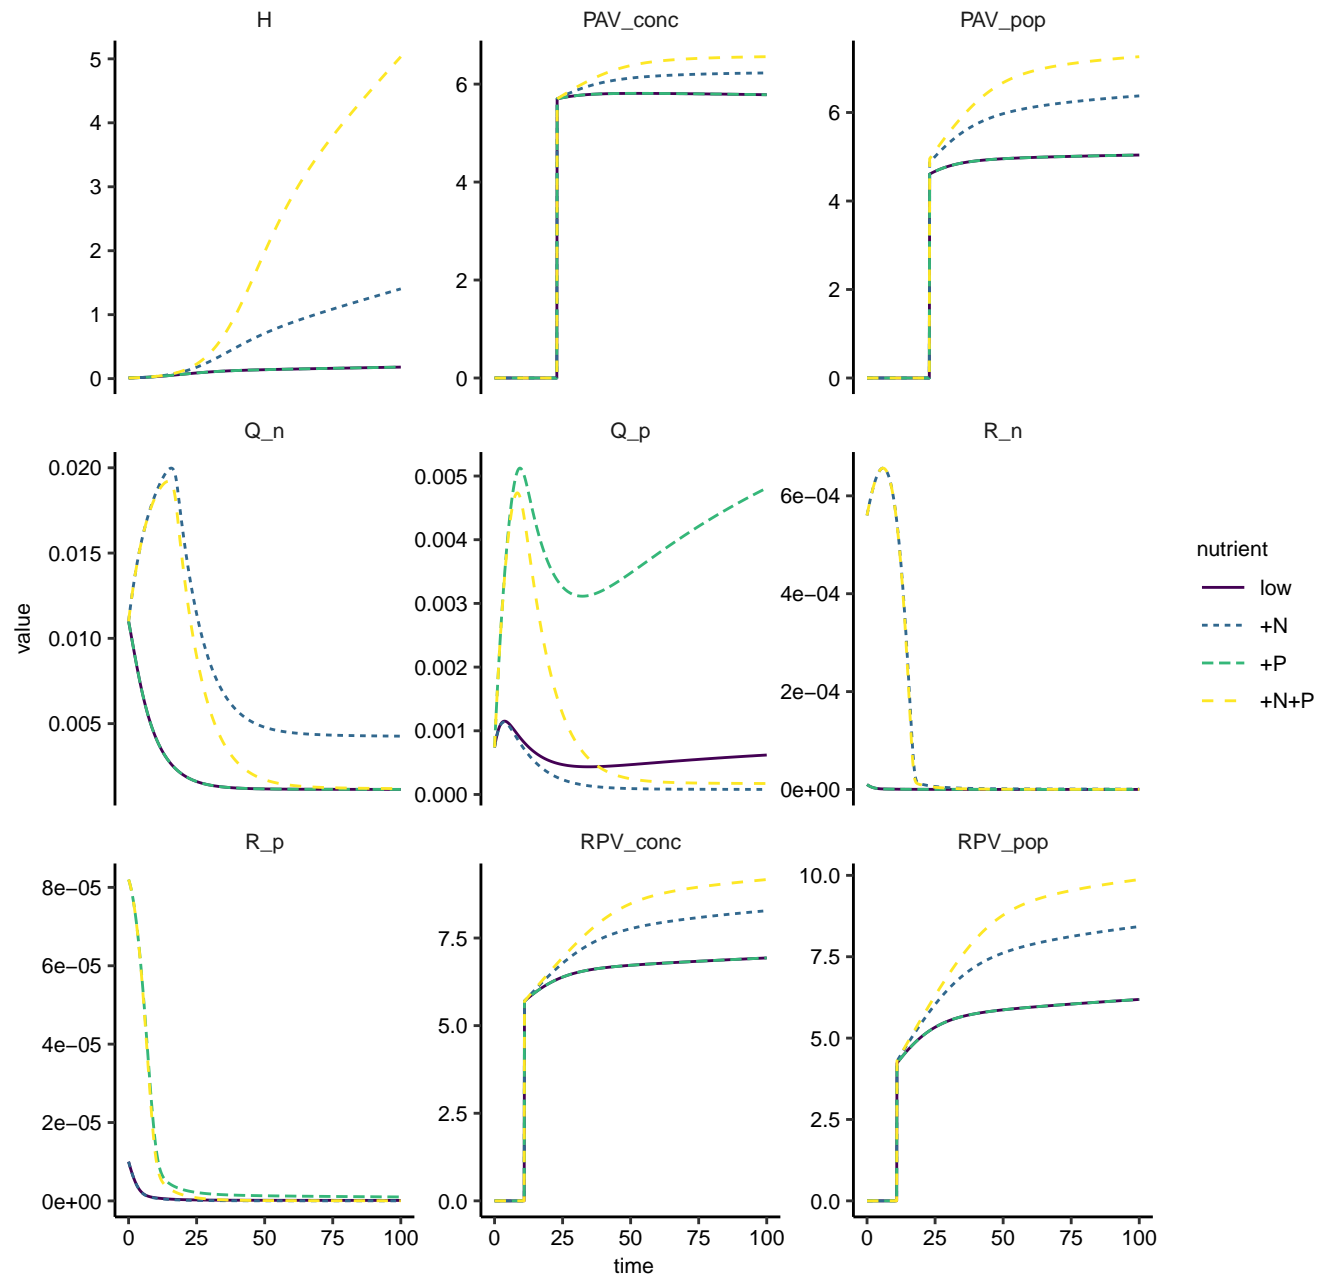 H
PAV_conc
PAV_pop
5
4
3
2
1
0
6
4
2
0
6
4
2
0
Q_n
Q_p
R_n
0.020
0.015
0.010
0.005
0.005
0.004
0.003
0.002
0.001
0.000
6e−04
4e−04
2e−04
0e+00
value
nutrient
low
+N
+P
+N+P
R_p
RPV_conc
RPV_pop
8e−05
6e−05
4e−05
2e−05
0e+00
7.5
5.0
2.5
0.0
10.0
7.5
5.0
2.5
0.0
0 25 50 75 100
0 25 50 75 100
0 25 50 75 100
time